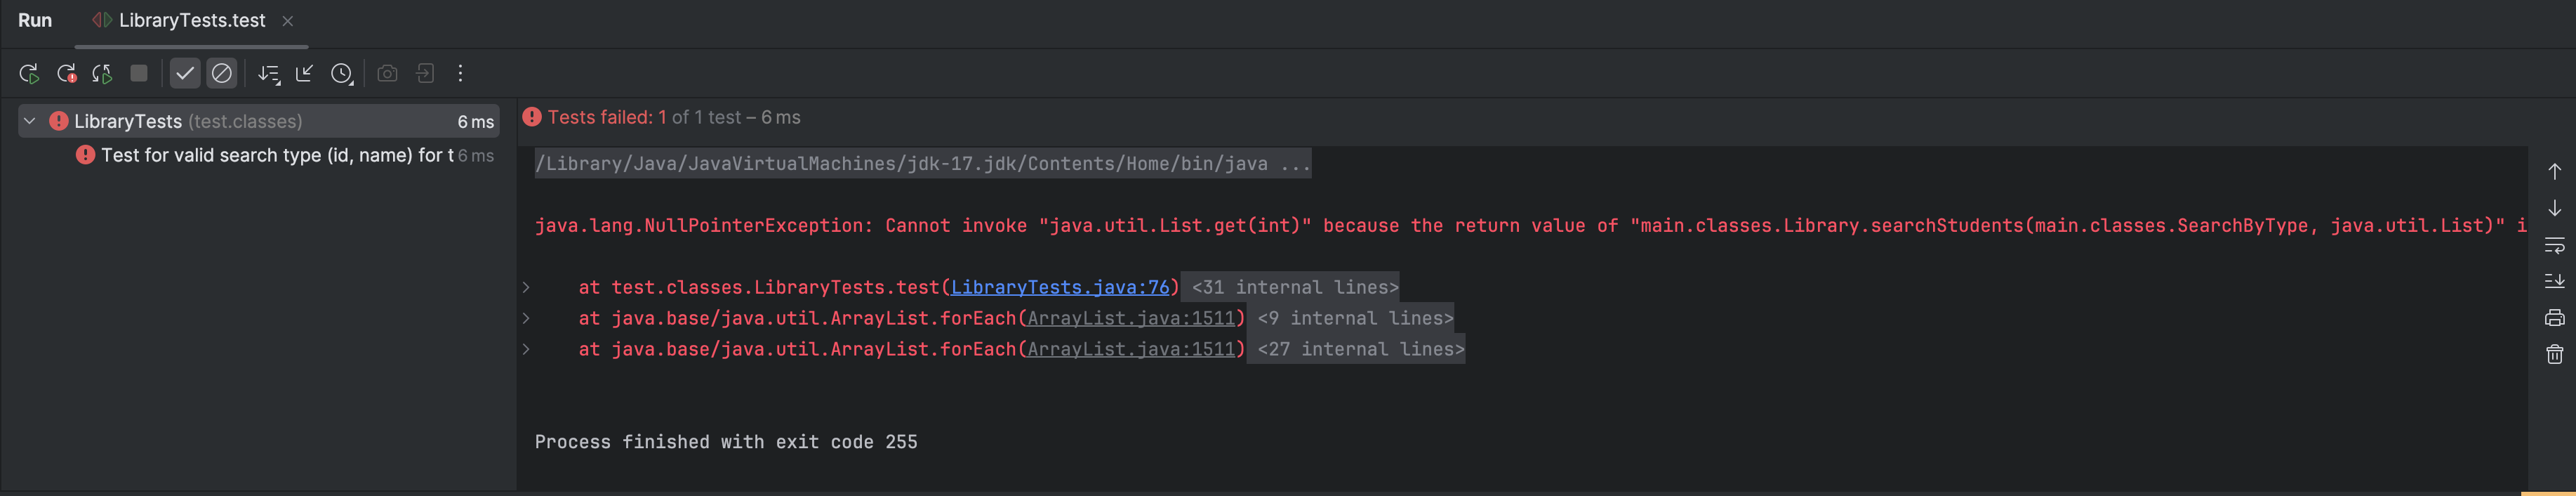 Run LibraryTests.test
LibraryTests (test.classes) 6 ms
Test for valid search type (id, name) for t 6 ms
Tests failed: 1 of 1 test – 6 ms
/Library/Java/JavaVirtualMachines/jdk-17.jdk/Contents/Home/bin/java ...
java.lang.NullPointerException: Cannot invoke "java.util.List.get(int)" because the return value of "main.classes.Library.searchStudents(main.classes.SearchByType, java.util.List)" i
at test.classes.LibraryTests.test(LibraryTests.java:76) <31 internal lines>
at java.base/java.util.ArrayList.forEach(ArrayList.java:1511) <9 internal lines>
at java.base/java.util.ArrayList.forEach(ArrayList.java:1511) <27 internal lines>
Process finished with exit code 255